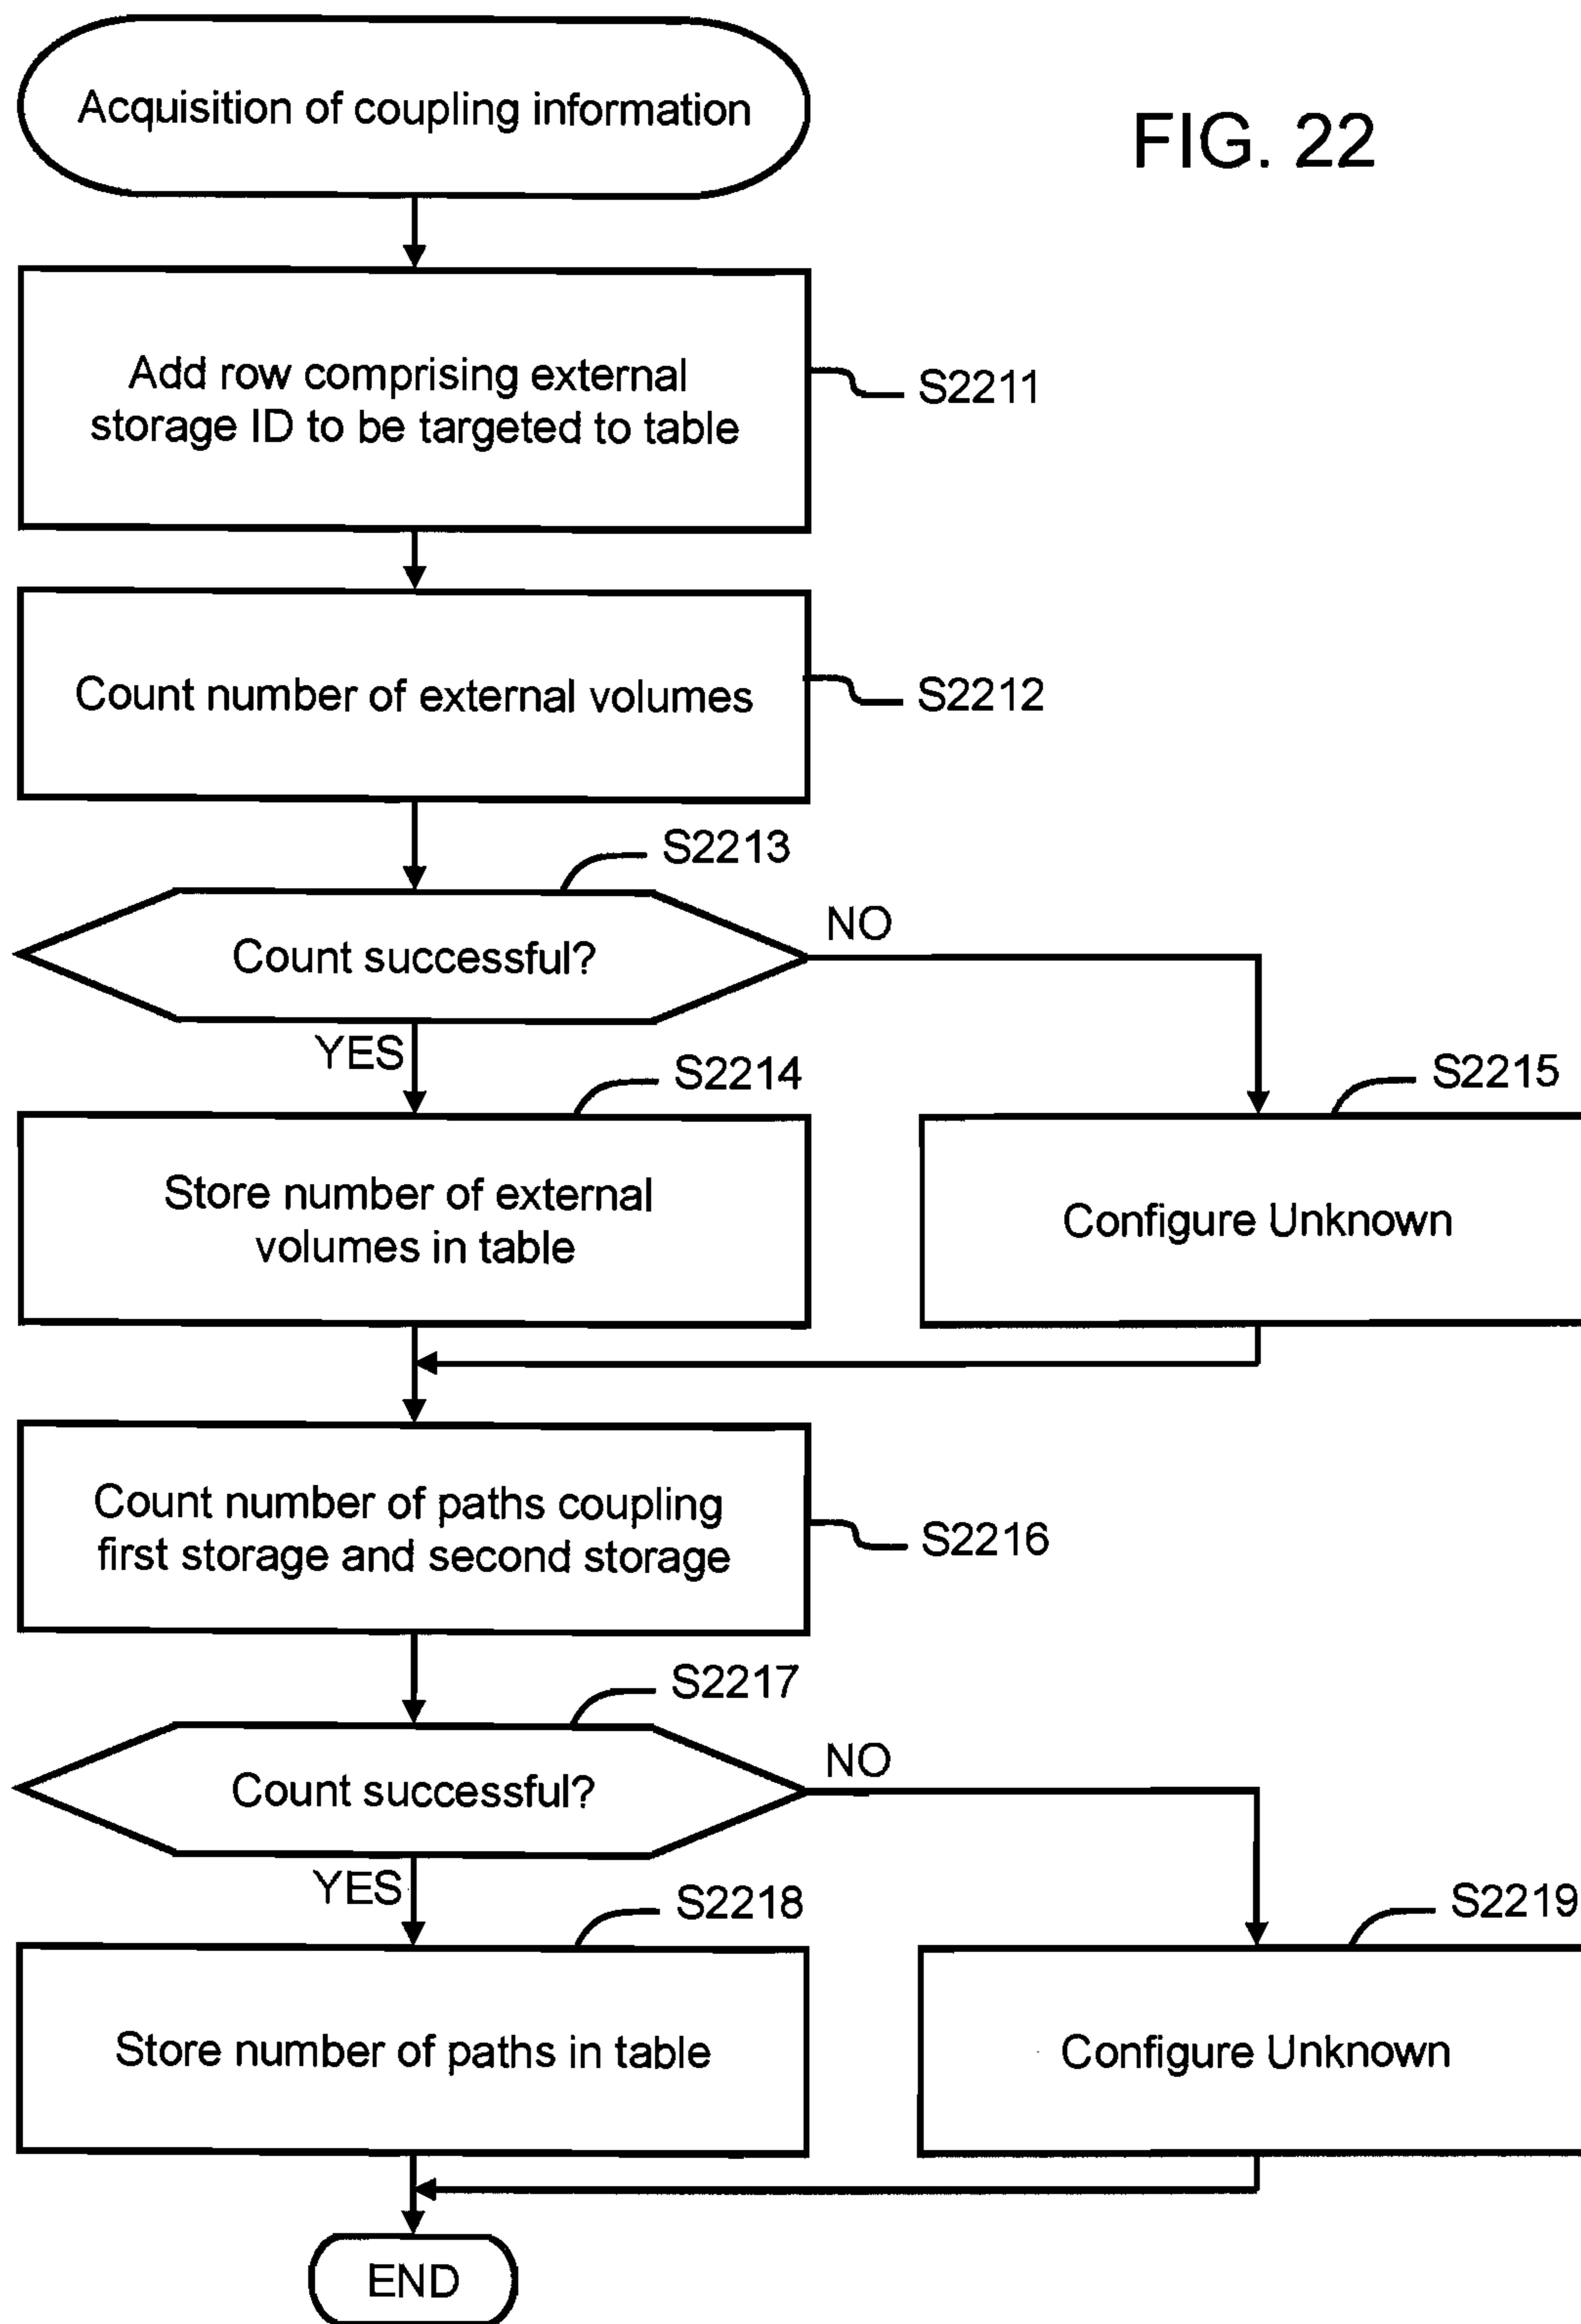 Acquisition of coupling information
FIG. 22
Add row comprising external
storage ID to be targeted to table
S2211
Count number of external volumes
S2212
S2213
Count successful?
NO
YES
S2214
S2215
Store number of external
volumes in table
Configure Unknown
Count number of paths coupling
first storage and second storage
S2216
S2217
Count successful?
NO
YES
S2218
S2219
Store number of paths in table
Configure Unknown
END